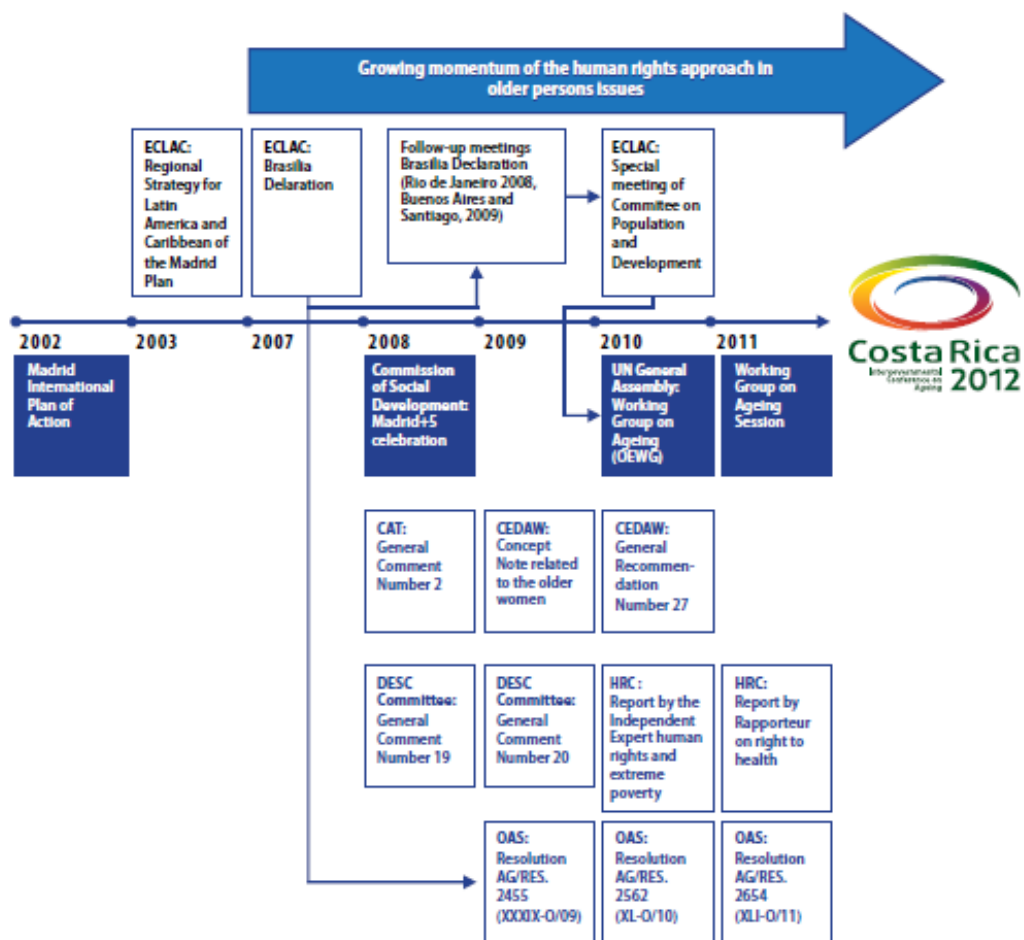 Growing momentum of the human rights approach in
older persons issues
ECLAC:
Regional
Strategy for
Latin
America and
Caribbean of
the Madrid
Plan
ECLAC:
Brasília
Delaration
Follow-up meetings
Brasília Declaration
(Rio de Janeiro 2008,
Buenos Aires and
Santiago, 2009)
ECLAC:
Special
meeting of
Commitee on
Population
and
Development
2002
2003
2007
2008
2009
2010
2011
Costa Rica
Intergovernmental
Conference on
Ageing
2012
Madrid
International
Plan of
Action
Commission
of Social
Development:
Madrid+5
celebration
UN General
Assembly:
Working
Group on
Ageing
(OEWG)
Working
Group on
Ageing
Session
CAT:
General
Comment
Number 2
CEDAW:
Concept
Note related
to the older
women
CEDAW:
General
Recommen-
dation
Number 27
DESC
Committee:
General
Comment
Number 19
DESC
Committee:
General
Comment
Number 20
HRC :
Report by the
Independent
Expert human
rights and
extreme
poverty
HRC:
Report by
Rapporteur
on right to
health
OAS:
Resolution
AG/RES.
2455
(XXXIX-O/09)
OAS:
Resolution
AG/RES.
2562
(XL-O/10)
OAS:
Resolution
AG/RES.
2654
(XLI-O/11)